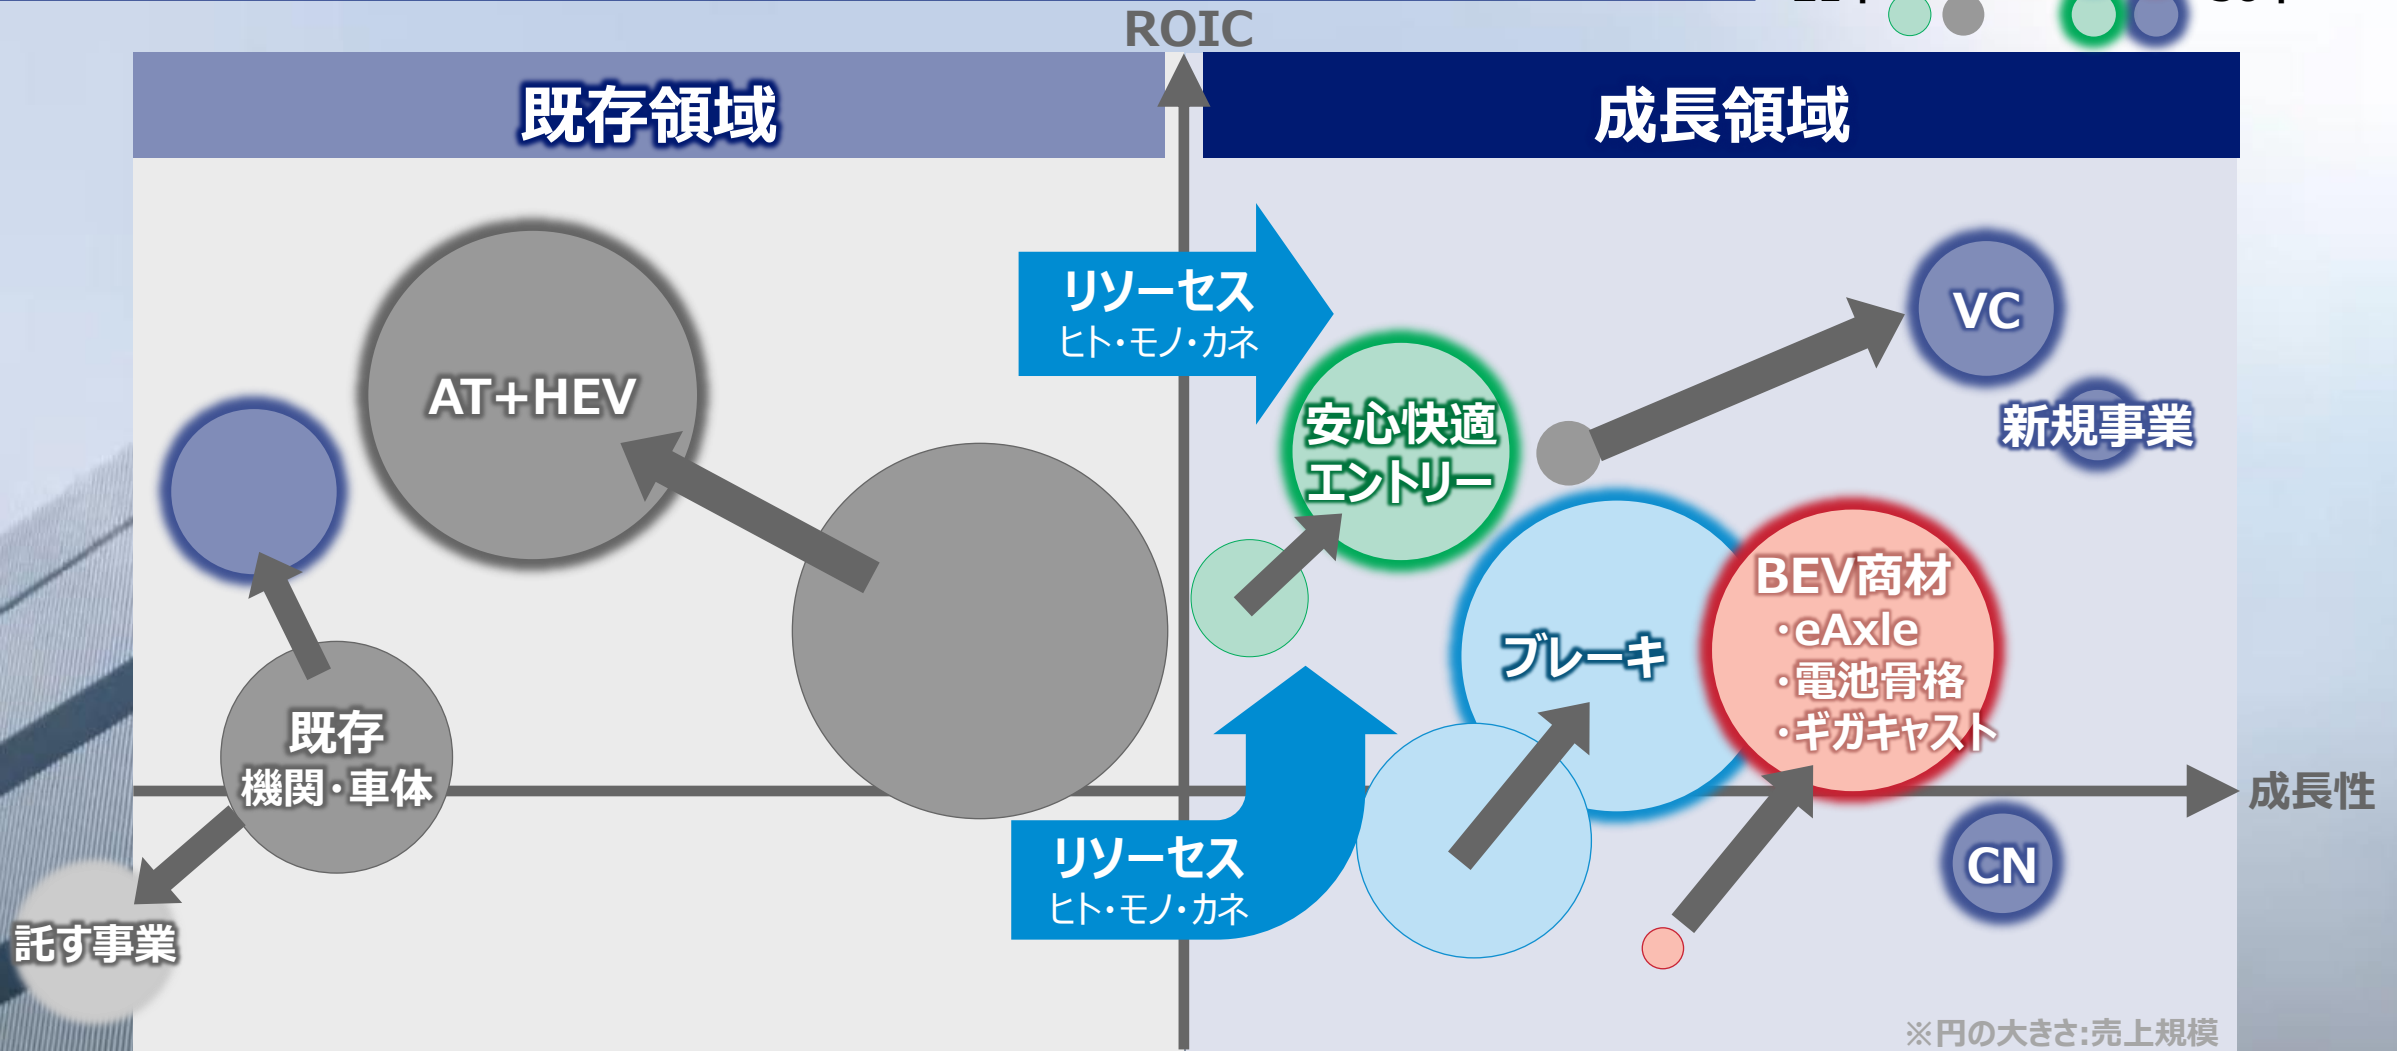 ROIC
既存領域
成長領域
リソーセス
ヒト・モノ・カネ
VC
AT+HEV
安心快適
エントリー
新規事業
BEV商材
・eAxle
・電池骨格
・ギガキャスト
ブレーキ
既存
機関・車体
成長性
リソーセス
ヒト・モノ・カネ
CN
託す事業
※円の大きさ:売上規模